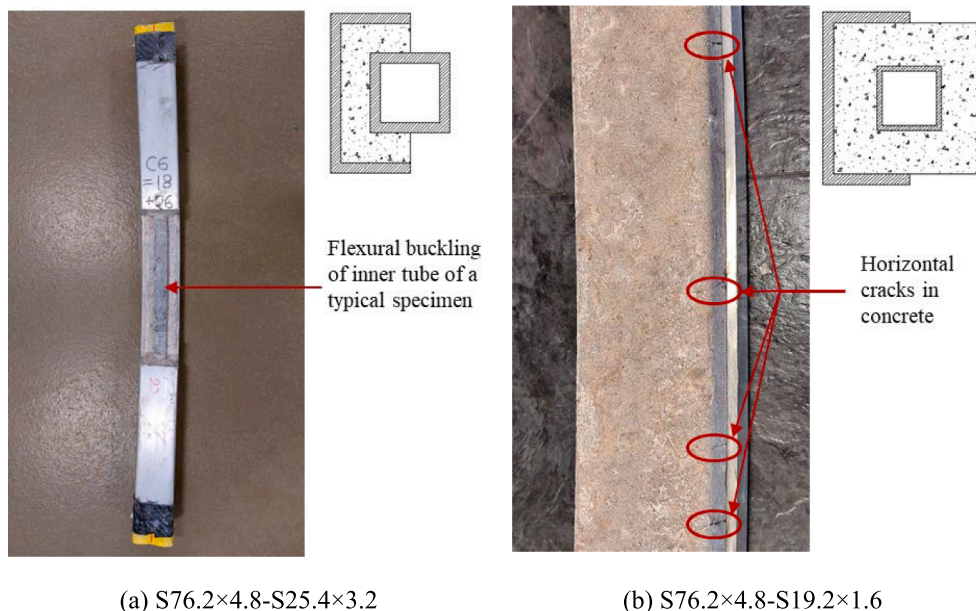 C6
=18
+96
Flexural buckling
of inner tube of a
typical specimen
Horizontal
cracks in
concrete
(a) S76.2×4.8-S25.4×3.2
(b) S76.2×4.8-S19.2×1.6